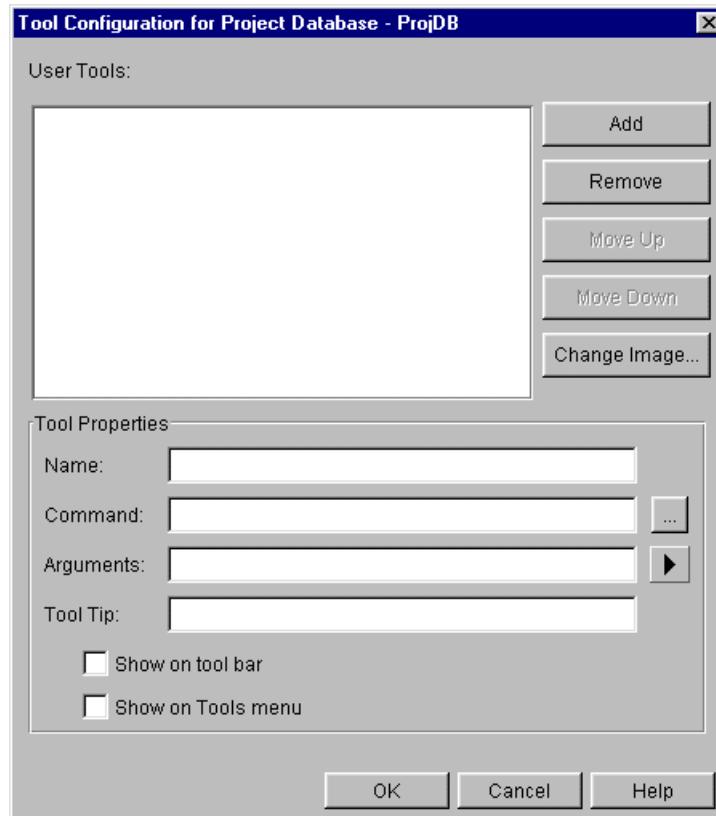 Tool Configuration for Project Database - ProjDB
User Tools:
Add
Remove
Move Up
Move Down
Change Image...
Tool Properties
Name:
Command:
...
Arguments:
Tool Tip:
Show on tool bar
Show on Tools menu
OK
Cancel
Help